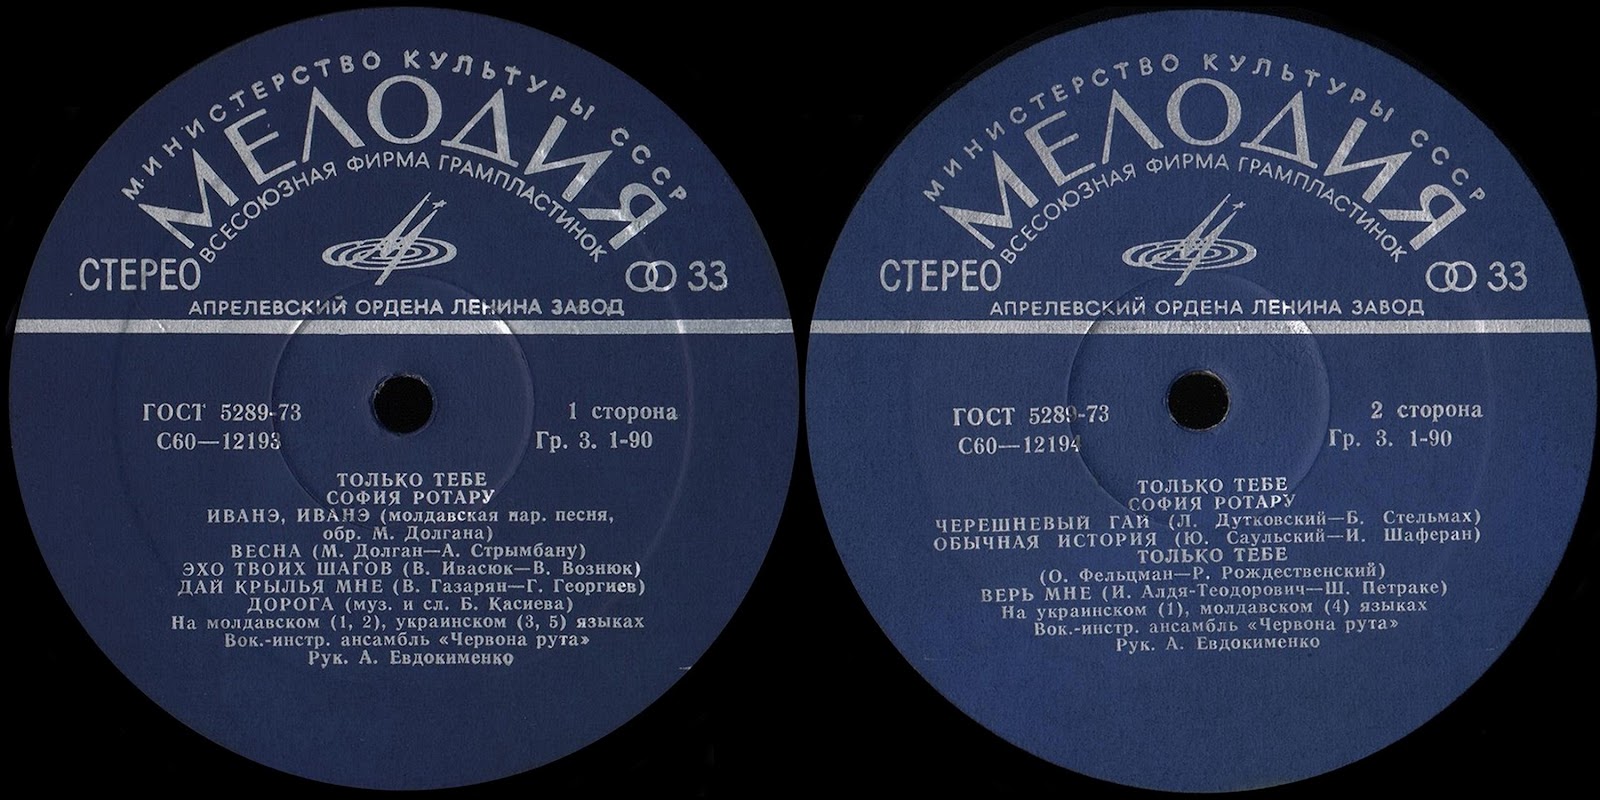 МИНИСТЕРСТВО КУЛЬТУРЫ СССР
МЕЛОДИЯ
ВСЕСОЮЗНАЯ ФИРМА ГРАМПЛАСТИНОК
СТЕРЕО
33
АПРЕЛЕВСКИЙ ОРДЕНА ЛЕНИНА ЗАВОД
ГОСТ 5289-73
1 сторона
С60—12193
Гр. 3. 1-90
ТОЛЬКО ТЕБЕ
СОФИЯ РОТАРУ
ИВАНЭ, ИВАНЭ (молдавская нар. песня,
обр. М. Долгана)
ВЕСНА (М. Долган—А. Стрымбану)
ЭХО ТВОИХ ШАГОВ (В. Ивасюк—В. Вознюк)
ДАЙ КРЫЛЬЯ МНЕ (В. Газарян—Г. Георгиев)
ДОРОГА (муз. и сл. Б. Касиева)
На молдавском (1, 2), украинском (3, 5) языках
Вок.-инстр. ансамбль «Червона рута»
Рук. А. Евдокименко
МИНИСТЕРСТВО КУЛЬТУРЫ СССР
МЕЛОДИЯ
ВСЕСОЮЗНАЯ ФИРМА ГРАМПЛАСТИНОК
СТЕРЕО
33
АПРЕЛЕВСКИЙ ОРДЕНА ЛЕНИНА ЗАВОД
ГОСТ 5289-73
2 сторона
С60—12194
Гр. 3. 1-90
ТОЛЬКО ТЕБЕ
СОФИЯ РОТАРУ
ЧЕРЕШНЕВЫЙ ГАЙ (Л. Дутковский—Б. Стельмах)
ОБЫЧНАЯ ИСТОРИЯ (Ю. Саульский—И. Шаферан)
ТОЛЬКО ТЕБЕ
(О. Фельцман—Р. Рождественский)
ВЕРЬ МНЕ (И. Алдя-Теодорович—Ш. Петраке)
На украинском (1), молдавском (4) языках
Вок.-инстр. ансамбль «Червона рута»
Рук. А. Евдокименко